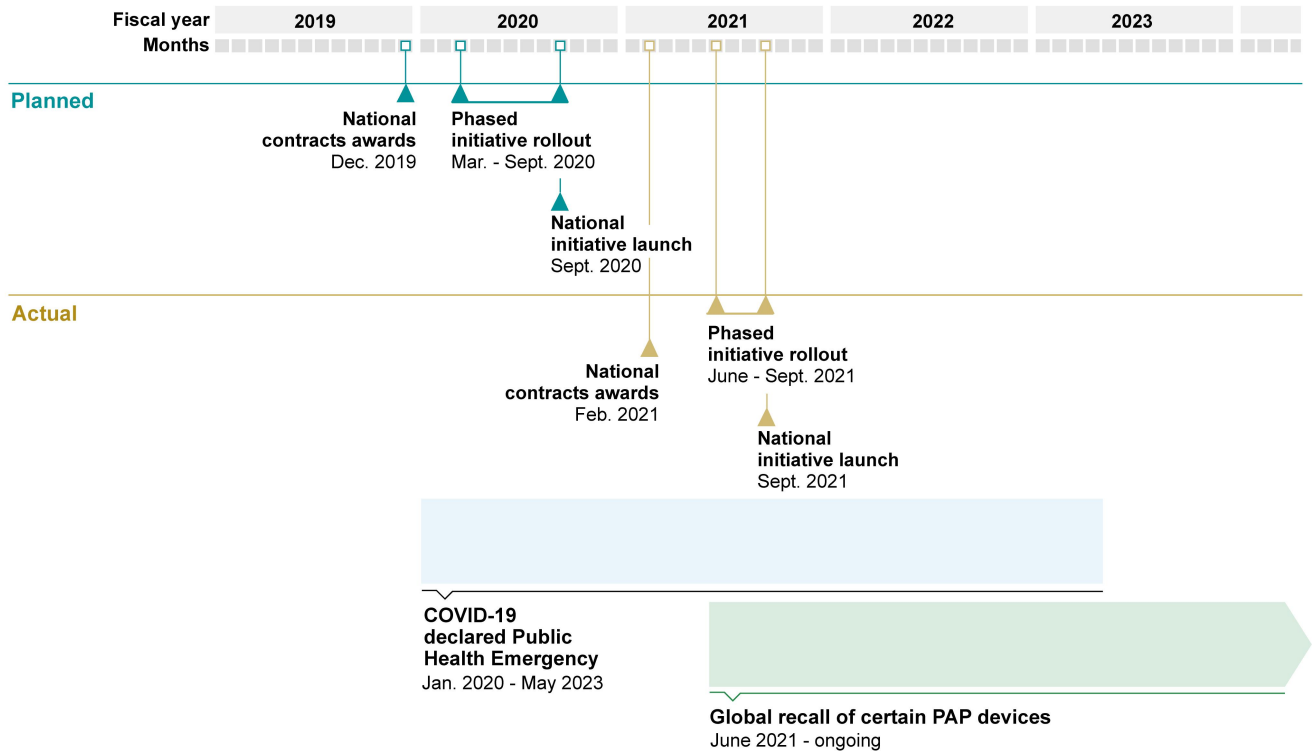 Fiscal year 2019 2020 2021 2022 2023
Months
Planned
National
contracts awards
Dec. 2019
Phased
initiative rollout
Mar. - Sept. 2020
National
initiative launch
Sept. 2020
Actual
Phased
initiative rollout
June - Sept. 2021
National
contracts awards
Feb. 2021
National
initiative launch
Sept. 2021
COVID-19
declared Public
Health Emergency
Jan. 2020 - May 2023
Global recall of certain PAP devices
June 2021 - ongoing